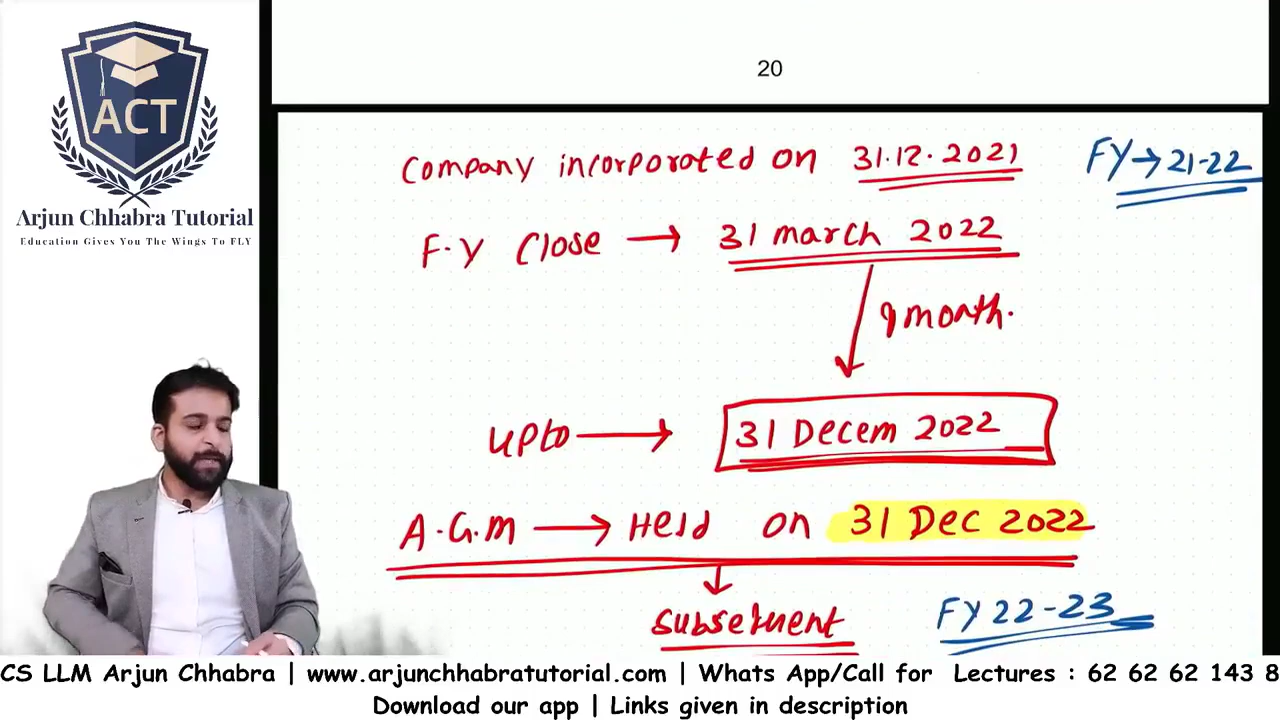 20
ACT
Arjun Chhabra Tutorial
Education Gives You The Wings To FLY
Company incorporated on 31.12.2021 FY→21-22
F.Y Close → 31 march 2022
9 month.
upto → 31 Decem 2022
A.G.M → Held on 31 Dec 2022
Subsequent FY 22-23
CS LLM Arjun Chhabra | www.arjunchhabratutorial.com | Whats App/Call for Lectures : 62 62 62 143 8
Download our app | Links given in description